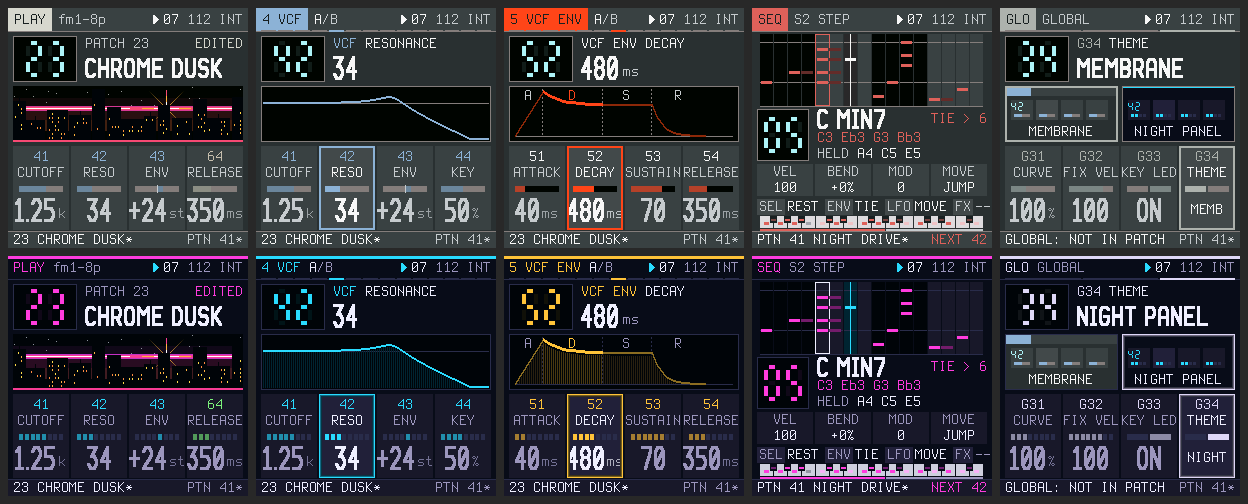 PLAY fm1-8p 07 112 INT
23 PATCH 23 EDITED
CHROME DUSK
41 42 43 64
CUTOFF RESO ENV RELEASE
1.25k 34 +24st 350ms
23 CHROME DUSK* PTN 41*
4 VCF A/B 07 112 INT
42 VCF RESONANCE
34
41 42 43 44
CUTOFF RESO ENV KEY
1.25k 34 +24st 50%
23 CHROME DUSK* PTN 41*
5 VCF ENV A/B 07 112 INT
52 VCF ENV DECAY
480ms
A D S R
51 52 53 54
ATTACK DECAY SUSTAIN RELEASE
40ms 480ms 70 350ms
23 CHROME DUSK* PTN 41*
SEQ S2 STEP 07 112 INT
05 C MIN7 TIE > 6
C3 Eb3 G3 Bb3
HELD A4 C5 E5
VEL BEND MOD MOVE
100 +0% 0 JUMP
SEL REST ENV TIE LFO MOVE FX --
PTN 41 NIGHT DRIVE* NEXT 42
GLO GLOBAL 07 112 INT
34 G34 THEME
MEMBRANE
42 42
MEMBRANE NIGHT PANEL
G31 G32 G33 G34
CURVE FIX VEL KEY LED THEME
100% 100 ON MEMB
GLOBAL: NOT IN PATCH PTN 41*
PLAY fm1-8p 07 112 INT
23 PATCH 23 EDITED
CHROME DUSK
41 42 43 64
CUTOFF RESO ENV RELEASE
1.25k 34 +24st 350ms
23 CHROME DUSK* PTN 41*
4 VCF A/B 07 112 INT
42 VCF RESONANCE
34
41 42 43 44
CUTOFF RESO ENV KEY
1.25k 34 +24st 50%
23 CHROME DUSK* PTN 41*
5 VCF ENV A/B 07 112 INT
52 VCF ENV DECAY
480ms
A D S R
51 52 53 54
ATTACK DECAY SUSTAIN RELEASE
40ms 480ms 70 350ms
23 CHROME DUSK* PTN 41*
SEQ S2 STEP 07 112 INT
05 C MIN7 TIE > 6
C3 Eb3 G3 Bb3
HELD A4 C5 E5
VEL BEND MOD MOVE
100 +0% 0 JUMP
SEL REST ENV TIE LFO MOVE FX --
PTN 41 NIGHT DRIVE* NEXT 42
GLO GLOBAL 07 112 INT
34 G34 THEME
NIGHT PANEL
42 42
MEMBRANE NIGHT PANEL
G31 G32 G33 G34
CURVE FIX VEL KEY LED THEME
100% 100 ON NIGHT
GLOBAL: NOT IN PATCH PTN 41*